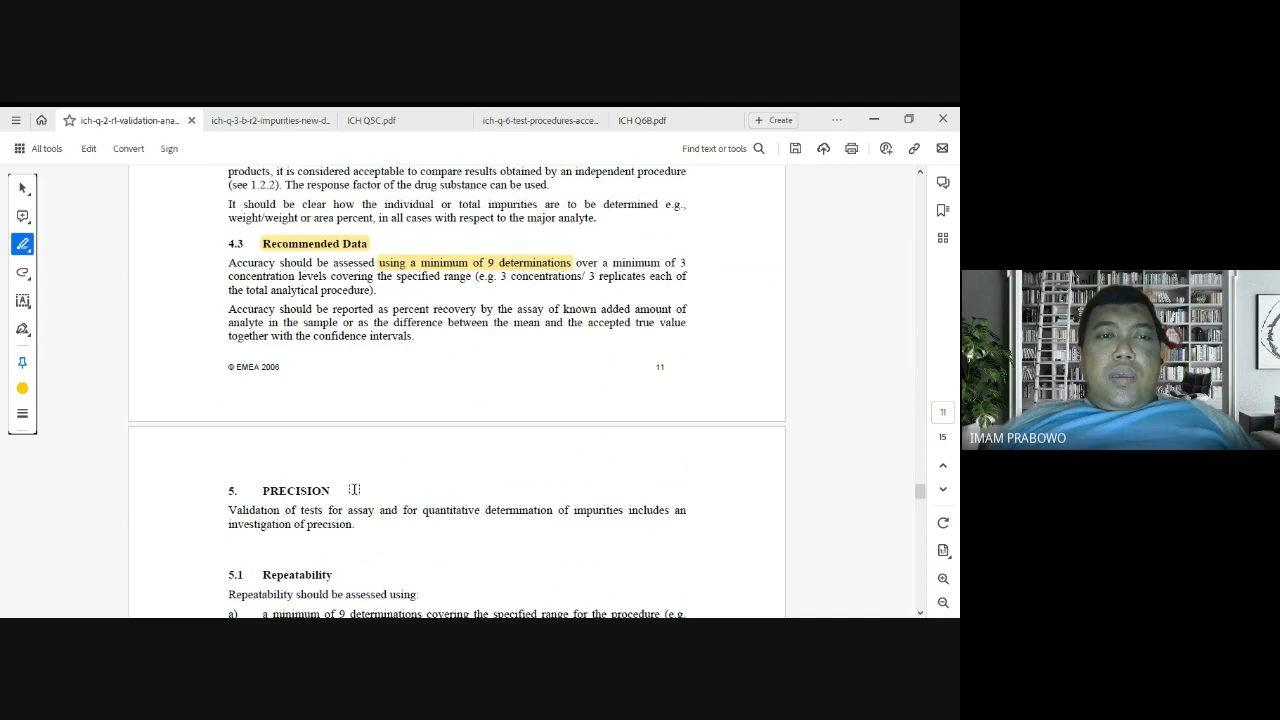 ich-q-2-r1-validation-ana...
ich-q-3-b-r2-impurities-new-d...
ICH Q5C.pdf
ich-q-6-test-procedures-acce...
ICH Q6B.pdf
Create
All tools
Edit
Convert
Sign
Find text or tools
products, it is considered acceptable to compare results obtained by an independent procedure
(see 1.2.2). The response factor of the drug substance can be used.
It should be clear how the individual or total impurities are to be determined e.g.,
weight/weight or area percent, in all cases with respect to the major analyte.
4.3 Recommended Data
Accuracy should be assessed using a minimum of 9 determinations over a minimum of 3
concentration levels covering the specified range (e.g. 3 concentrations/ 3 replicates each of
the total analytical procedure).
Accuracy should be reported as percent recovery by the assay of known added amount of
analyte in the sample or as the difference between the mean and the accepted true value
together with the confidence intervals.
© EMEA 2006 11
11
15
5. PRECISION
Validation of tests for assay and for quantitative determination of impurities includes an
investigation of precision.
5.1 Repeatability
Repeatability should be assessed using:
a) a minimum of 9 determinations covering the specified range for the procedure (e.g.
IMAM PRABOWO